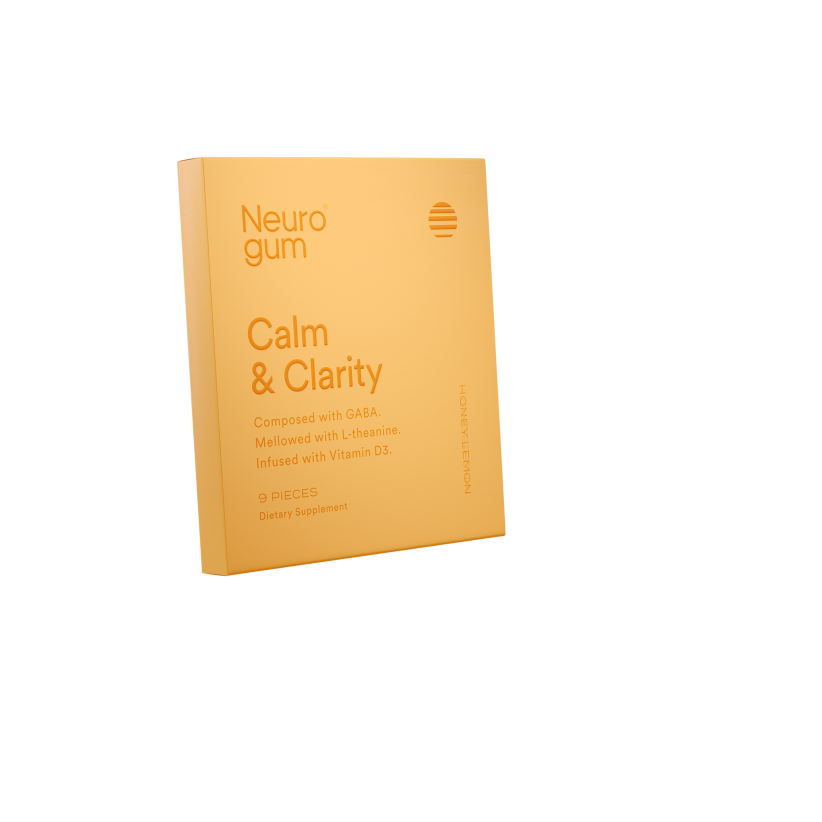 Neuro®
gum
Calm
& Clarity
Composed with GABA.
Mellowed with L-theanine.
Infused with Vitamin D3.
9 PIECES
Dietary Supplement
HONEY LEMON